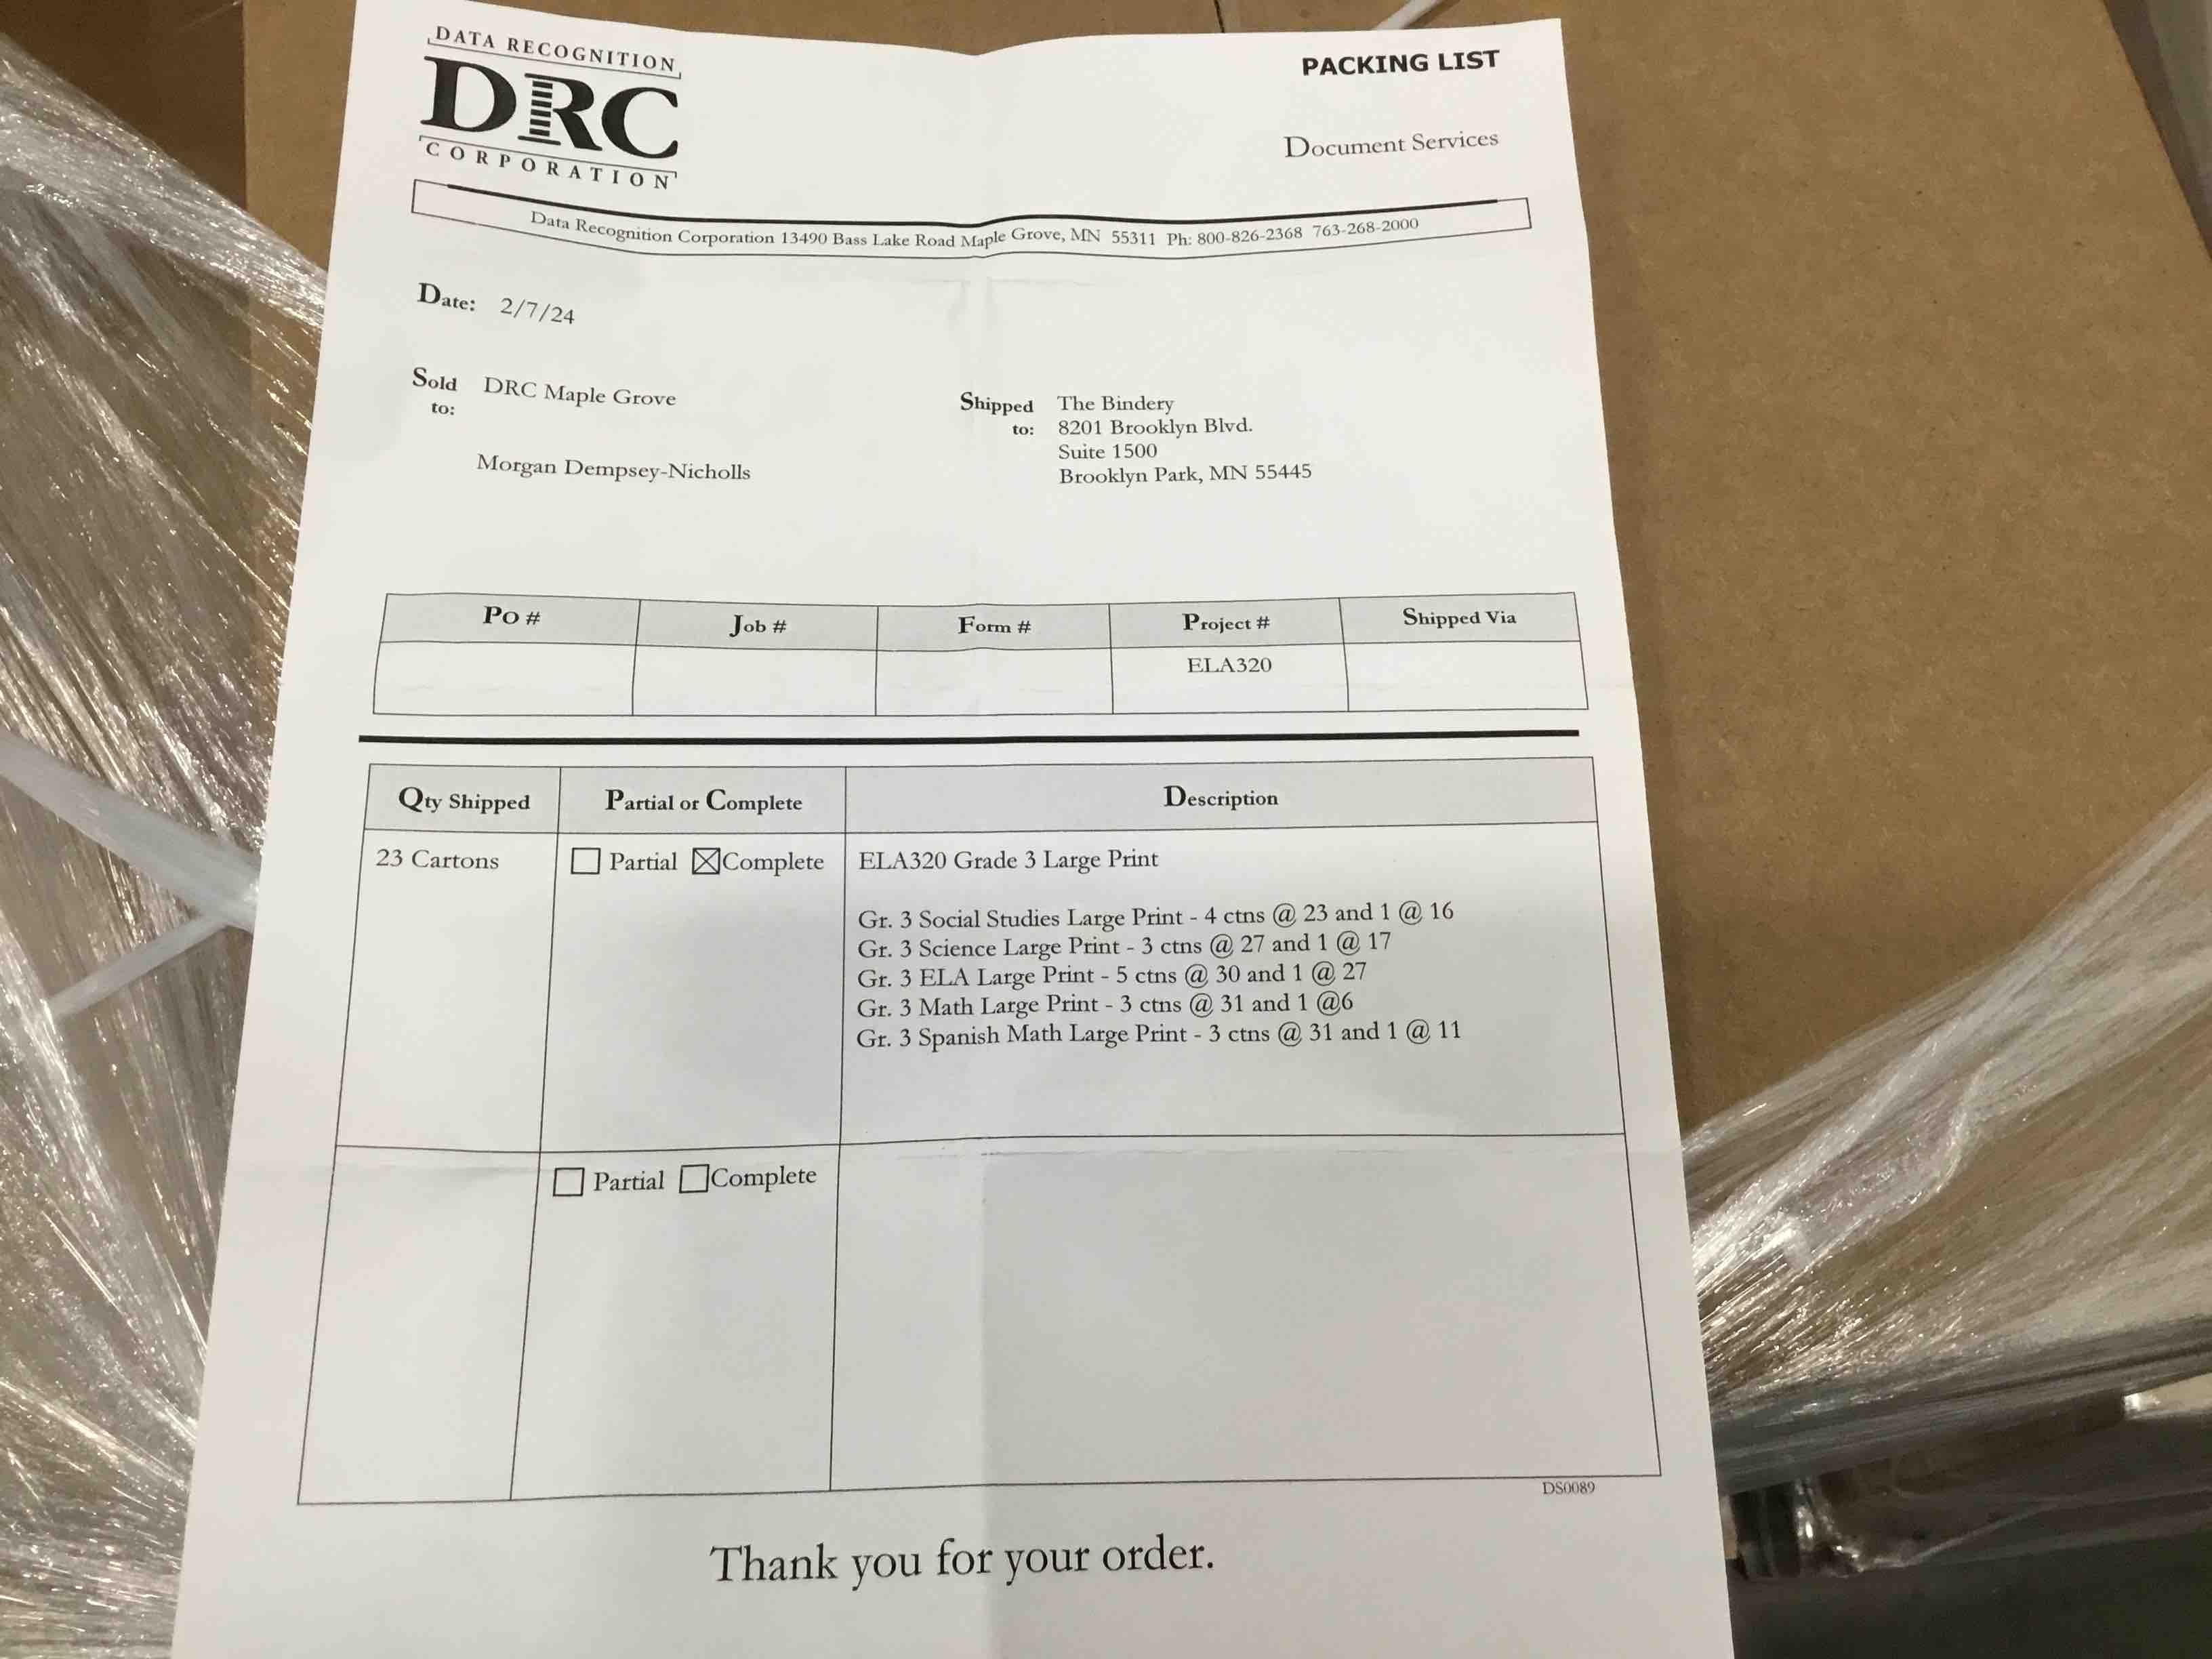 DATA RECOGNITION
DRC
CORPORATION
PACKING LIST
Document Services
Data Recognition Corporation 13490 Bass Lake Road Maple Grove, MN 55311 Ph: 800-826-2368 763-268-2000
Date: 2/7/24
Sold to: DRC Maple Grove
Morgan Dempsey-Nicholls
Shipped to: The Bindery
8201 Brooklyn Blvd.
Suite 1500
Brooklyn Park, MN 55445
Po # Job # Form # Project # Shipped Via
ELA320
Qty Shipped Partial or Complete Description
23 Cartons ☐ Partial ☒ Complete ELA320 Grade 3 Large Print
Gr. 3 Social Studies Large Print - 4 ctns @ 23 and 1 @ 16
Gr. 3 Science Large Print - 3 ctns @ 27 and 1 @ 17
Gr. 3 ELA Large Print - 5 ctns @ 30 and 1 @ 27
Gr. 3 Math Large Print - 3 ctns @ 31 and 1 @6
Gr. 3 Spanish Math Large Print - 3 ctns @ 31 and 1 @ 11
☐ Partial ☐ Complete
DS0089
Thank you for your order.